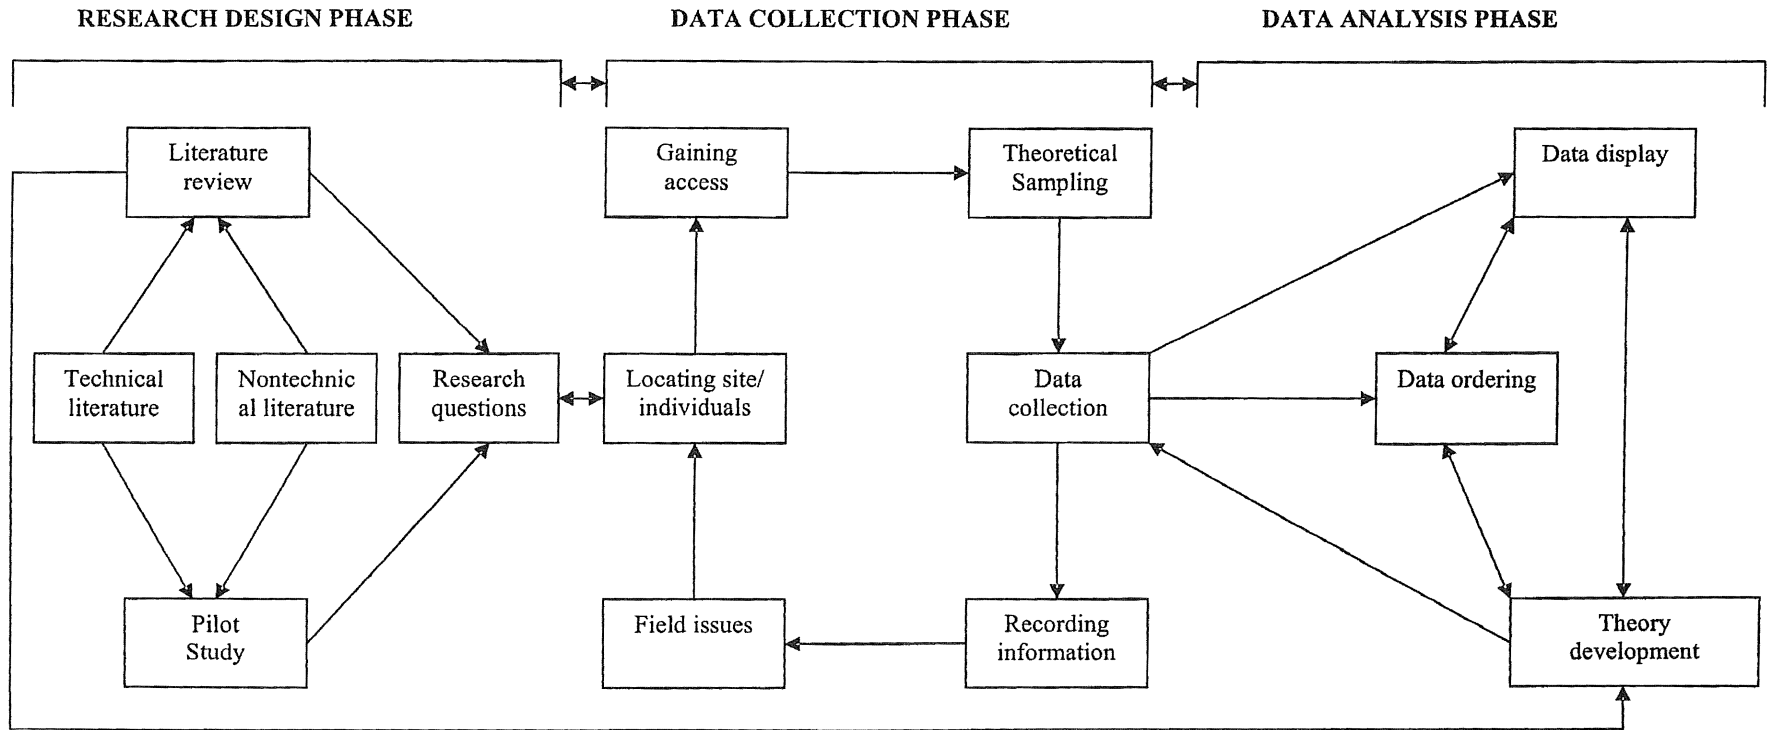 RESEARCH DESIGN PHASE
DATA COLLECTION PHASE
DATA ANALYSIS PHASE
Literature
review
Gaining
access
Theoretical
Sampling
Data display
Technical
literature
Nontechnic
al literature
Research
questions
Locating site/
individuals
Data
collection
Data ordering
Pilot
Study
Field issues
Recording
information
Theory
development